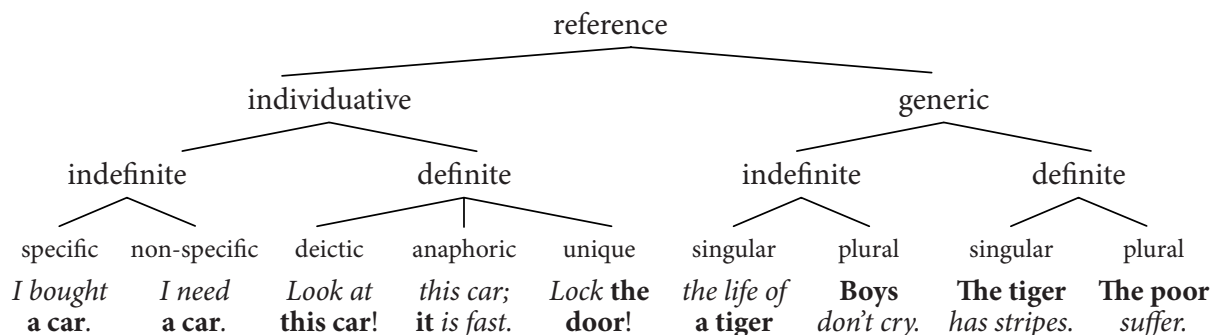 reference
individuative generic
indefinite definite indefinite definite
specific non-specific deictic anaphoric unique singular plural singular plural
I bought I need Look at this car; Lock the the life of Boys The tiger The poor
a car. a car. this car! it is fast. door! a tiger don't cry. has stripes. suffer.